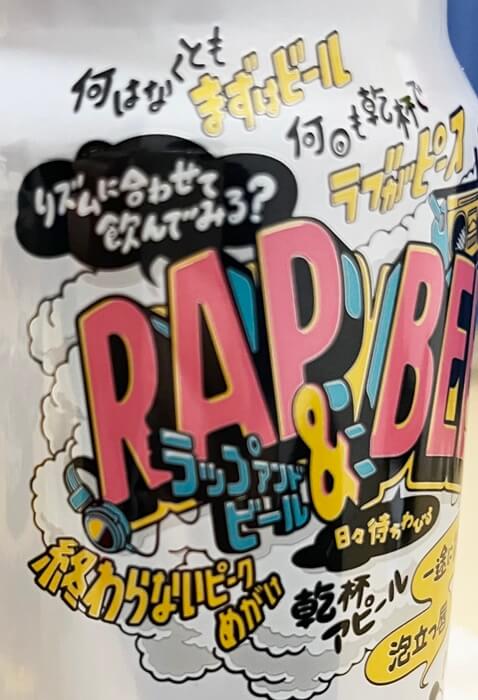 何はなくとも
まずはビール
何回も乾杯で
ラブがピース
リズムに合わせて
飲んでみる?
RAP & BE
ラップアンド
ビール
日々待ちわびる
終わらないピーク
めがけ
乾杯
アピール
一途に
泡立つ唇